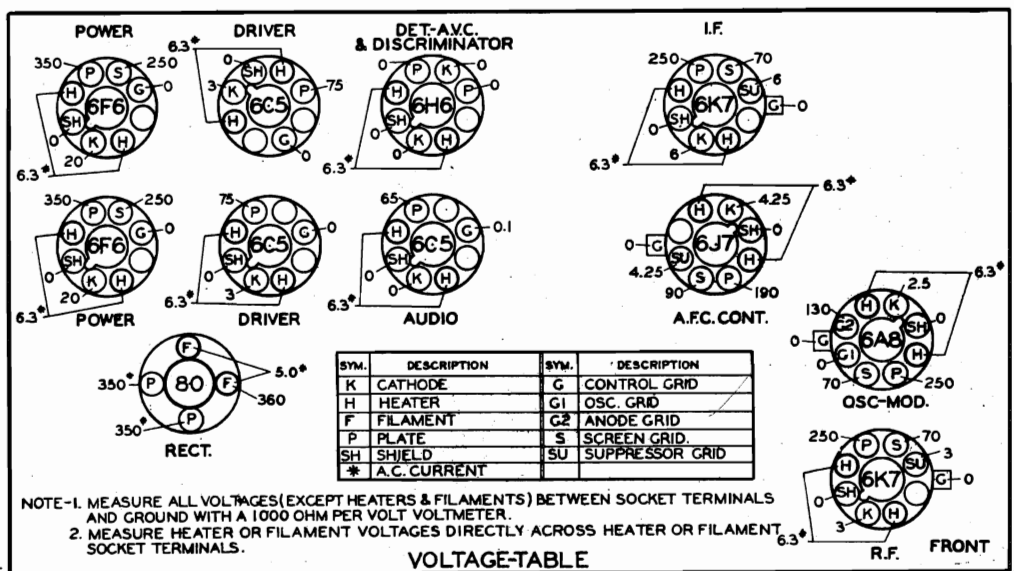 POWER
DRIVER
DET.-A.V.C.
& DISCRIMINATOR
I.F.
350 P S 250
H G 0
6F6
0 SH
K H
20
6.3*
6.3*
0 SH H
3 K P 75
6C5
H
G
0
0 P K 0
H P 0
6H6
0 SH
0 K H
6.3*
250 P S 70
H SU 6
6K7 G 0
0 SH
6 K H
6.3*
350 P S 250
H G 0
6F6
0 SH
20 K H
6.3*
POWER
75 P
H G 0
6C5
0 SH
3 K H
6.3*
DRIVER
65 P
H G 0.1
6C5
0 SH
0 K H
6.3*
AUDIO
6.3*
H K 4.25
SH 0
0 G 6J7
SU H
4.25
90 S P 190
A.F.C. CONT.
6.3*
2.5
130 H K
G2 SH 0
0 G 6A8
0 G1 H
70 S P 250
OSC-MOD.
F
5.0*
350* P 80 F 360
350* P
RECT.
SYM. DESCRIPTION SYM. DESCRIPTION
K CATHODE G CONTROL GRID
H HEATER G1 OSC. GRID
F FILAMENT G2 ANODE GRID
P PLATE S SCREEN GRID.
SH SHIELD SU SUPPRESSOR GRID
* A.C. CURRENT
250 P S 70
H SU 3
6K7 G 0
0 SH
3 K H
6.3*
R.F.
FRONT
NOTE-1. MEASURE ALL VOLTAGES (EXCEPT HEATERS & FILAMENTS) BETWEEN SOCKET TERMINALS
AND GROUND WITH A 1000 OHM PER VOLT VOLTMETER.
2. MEASURE HEATER OR FILAMENT VOLTAGES DIRECTLY ACROSS HEATER OR FILAMENT
SOCKET TERMINALS.
VOLTAGE-TABLE